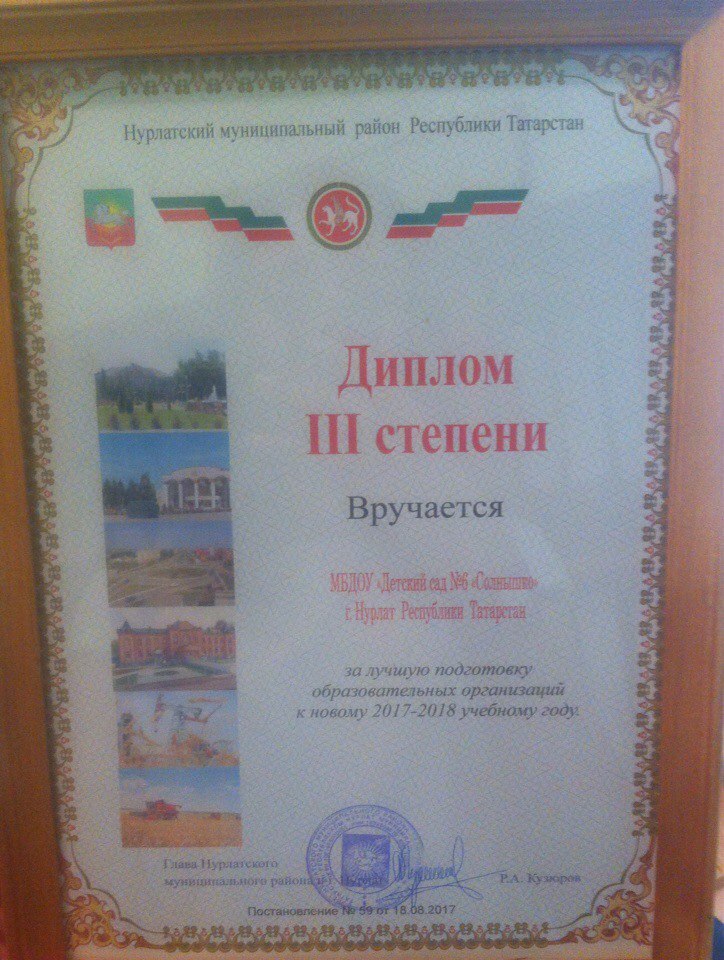 Нурлатский муниципальный район Республики Татарстан
Диплом
III степени
Вручается
МБДОУ «Детский сад №6 «Солнышко»
г. Нурлат Республики Татарстан
за лучшую подготовку
образовательных организаций
к новому 2017-2018 учебному году.
Глава Нурлатского
муниципального района и г. Нурлат Р.А. Кузюров
Постановление № 59 от 18.08.2017